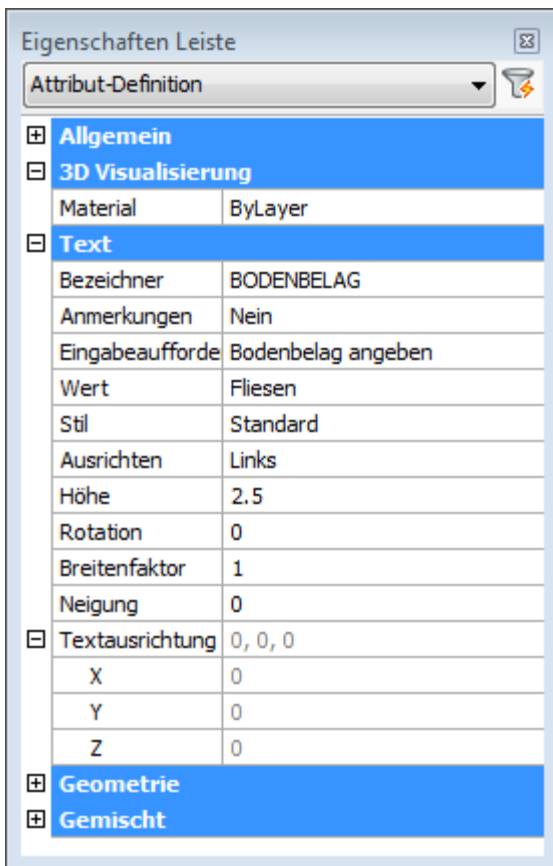 Eigenschaften Leiste
Attribut-Definition
Allgemein
3D Visualisierung
Material ByLayer
Text
Bezeichner BODENBELAG
Anmerkungen Nein
Eingabeaufforde Bodenbelag angeben
Wert Fliesen
Stil Standard
Ausrichten Links
Höhe 2.5
Rotation 0
Breitenfaktor 1
Neigung 0
Textausrichtung 0, 0, 0
X 0
Y 0
Z 0
Geometrie
Gemischt